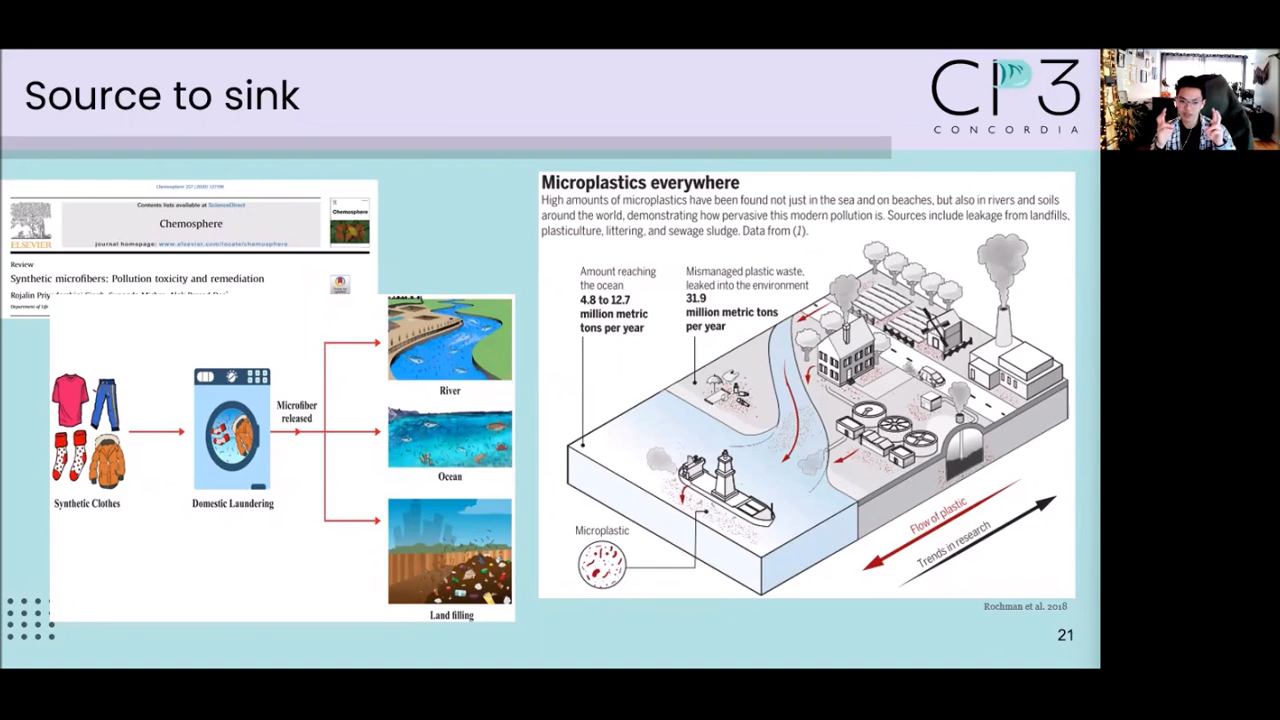 Source to sink
CP3
CONCORDIA
Contents lists available at ScienceDirect
Chemosphere
journal homepage: www.elsevier.com/locate/chemosphere
ELSEVIER
Chemosphere
Review
Synthetic microfibers: Pollution toxicity and remediation
Synthetic Clothes
Domestic Laundering
Microfiber
released
River
Ocean
Land filling
Microplastics everywhere
High amounts of microplastics have been found not just in the sea and on beaches, but also in rivers and soils
around the world, demonstrating how pervasive this modern pollution is. Sources include leakage from landfills,
plasticulture, littering, and sewage sludge. Data from (1).
Amount reaching
the ocean
4.8 to 12.7
million metric
tons per year
Mismanaged plastic waste,
leaked into the environment
31.9
million metric tons
per year
Microplastic
Flow of plastic
Trends in research
Rochman et al. 2018
21